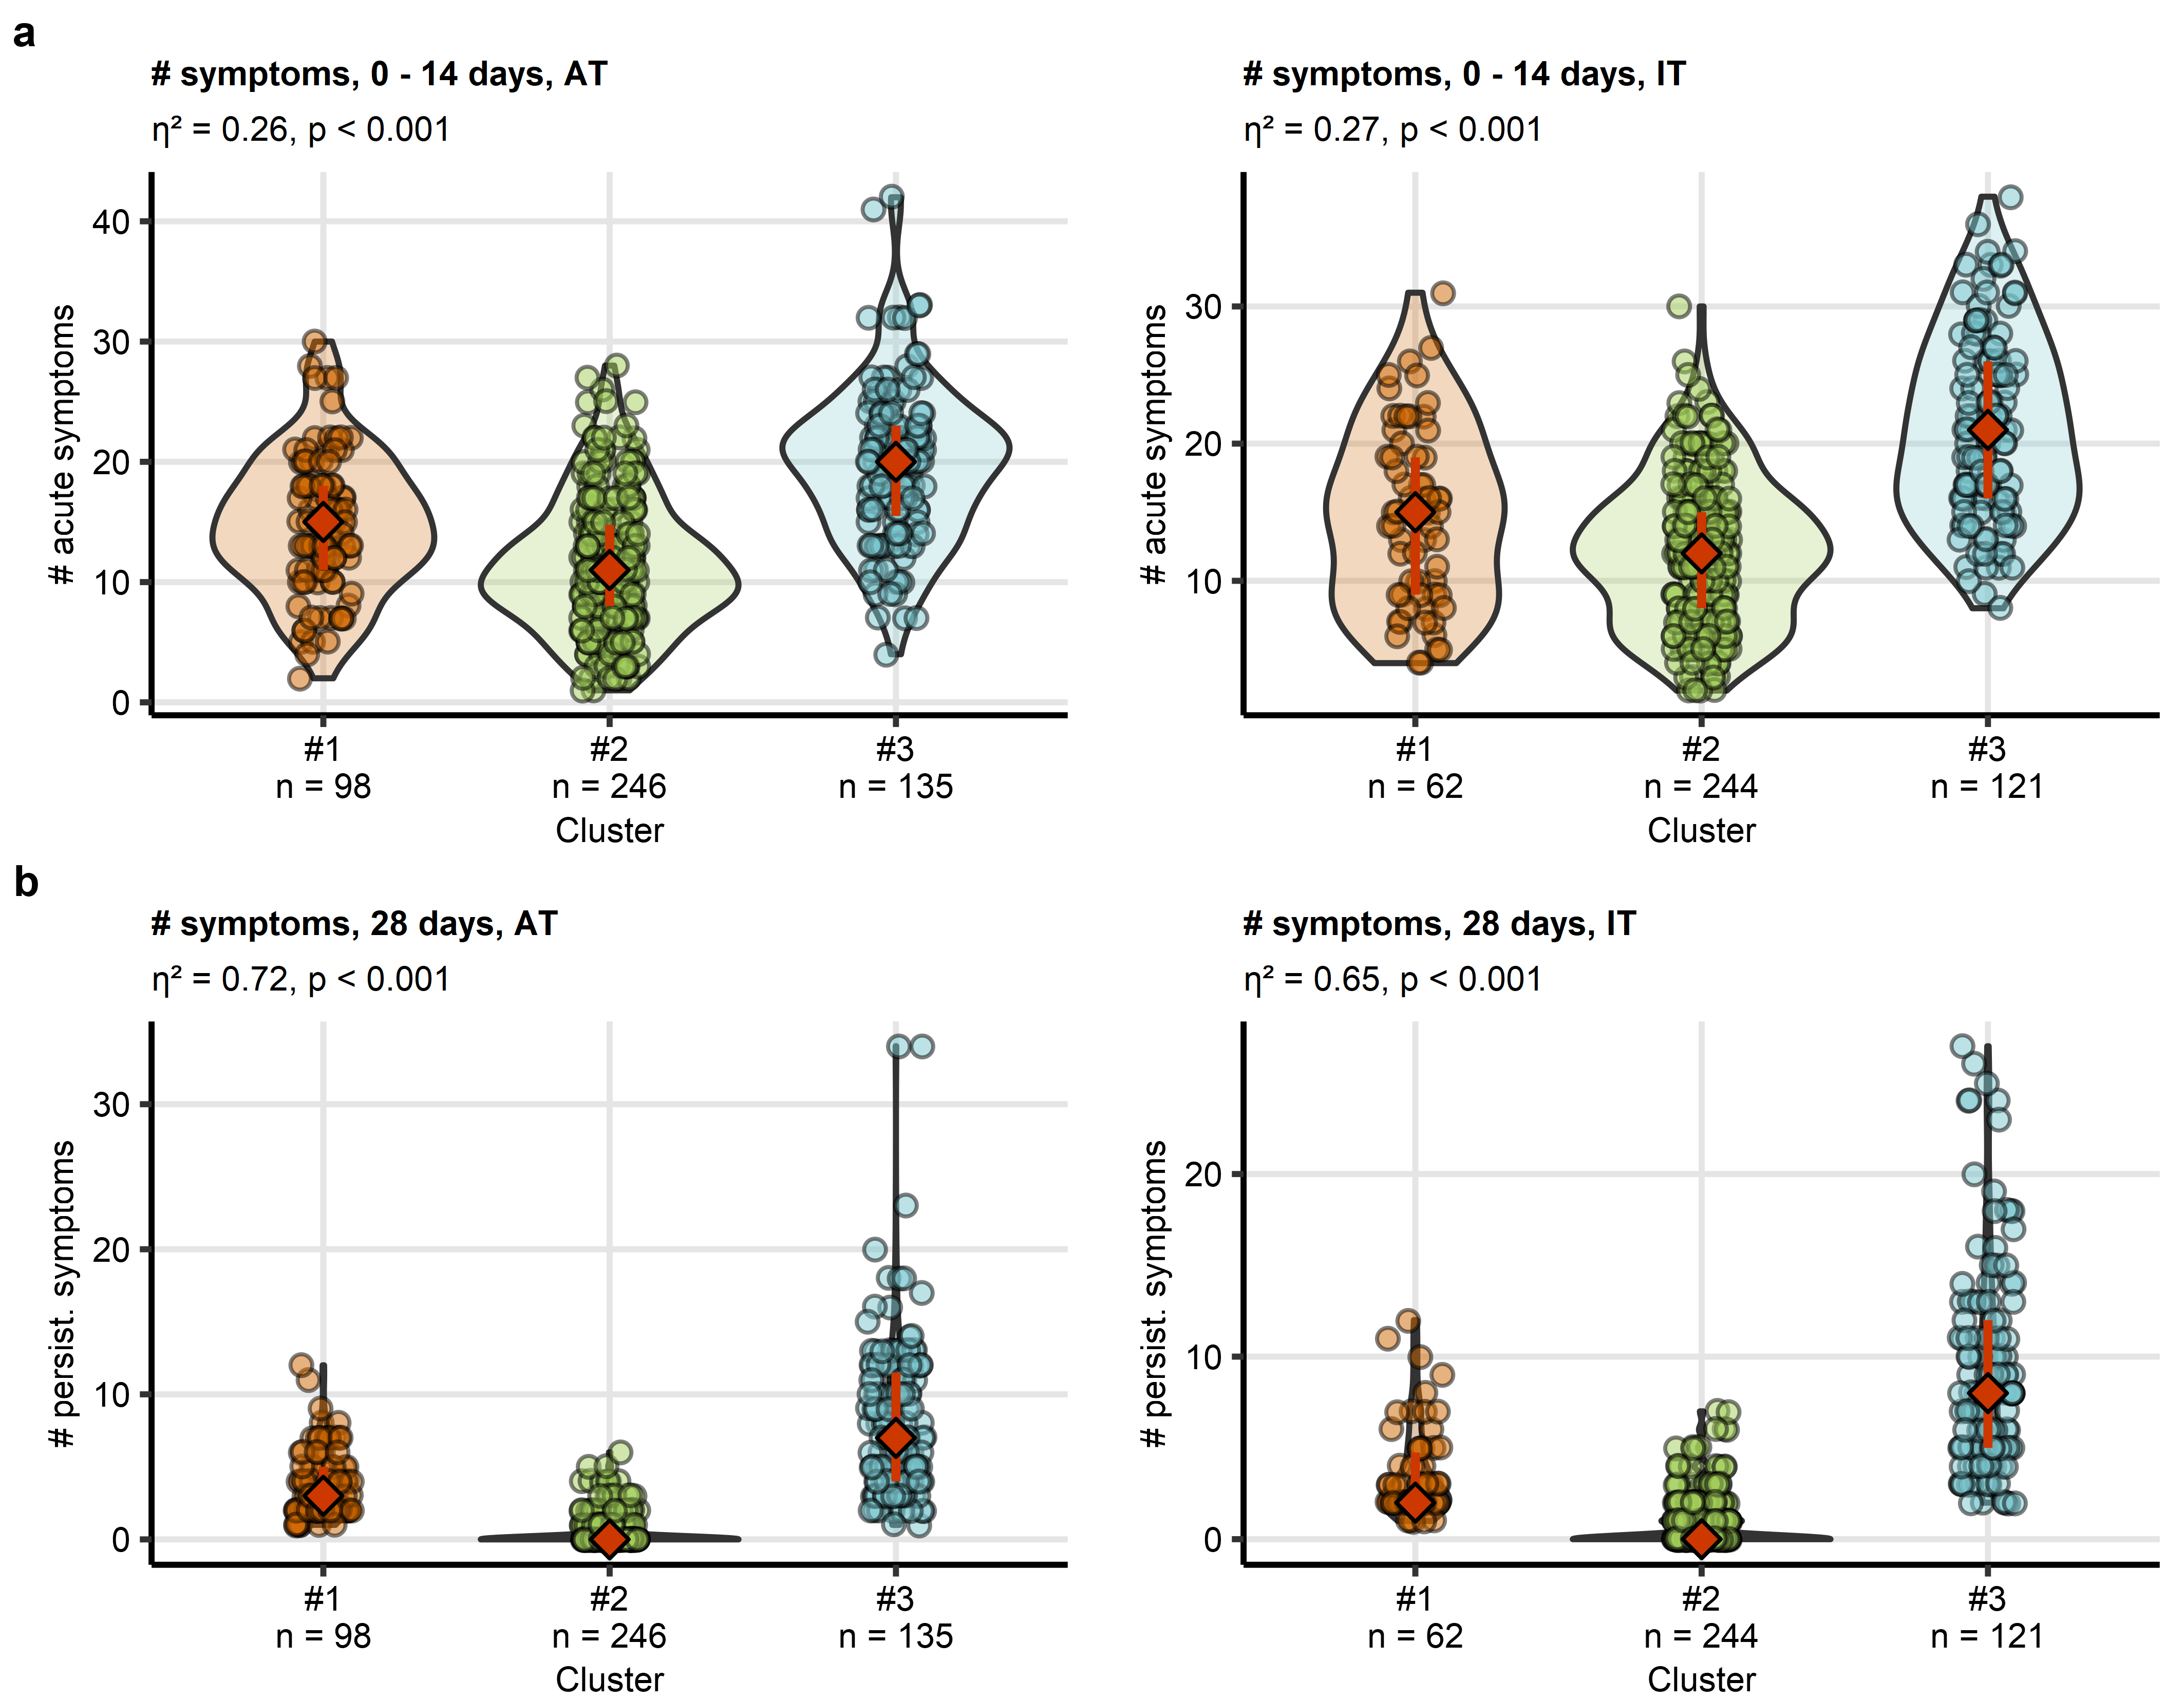 a
# symptoms, 0 - 14 days, AT
η² = 0.26, p < 0.001
# acute symptoms
40
30
20
10
0
#1
n = 98
#2
n = 246
#3
n = 135
Cluster
# symptoms, 0 - 14 days, IT
η² = 0.27, p < 0.001
# acute symptoms
30
20
10
#1
n = 62
#2
n = 244
#3
n = 121
Cluster
b
# symptoms, 28 days, AT
η² = 0.72, p < 0.001
# persist. symptoms
30
20
10
0
#1
n = 98
#2
n = 246
#3
n = 135
Cluster
# symptoms, 28 days, IT
η² = 0.65, p < 0.001
# persist. symptoms
20
10
0
#1
n = 62
#2
n = 244
#3
n = 121
Cluster